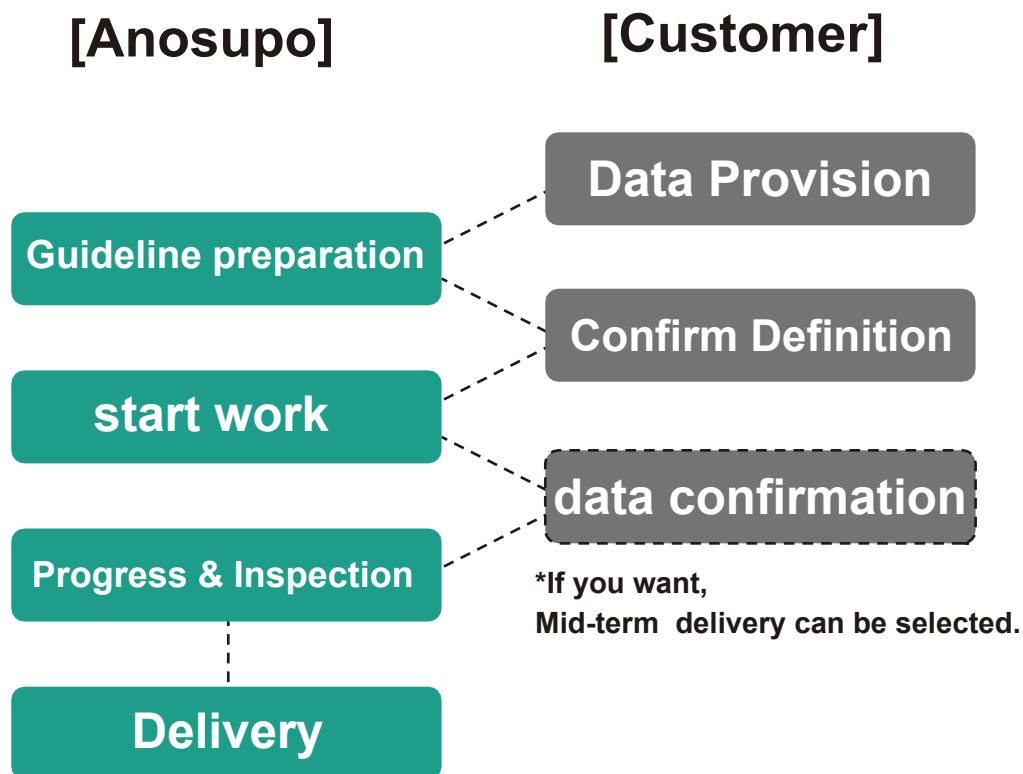 [Anosupo]
[Customer]
Data Provision
Guideline preparation
Confirm Definition
start work
data confirmation
Progress & Inspection
*If you want,
Mid-term delivery can be selected.
Delivery